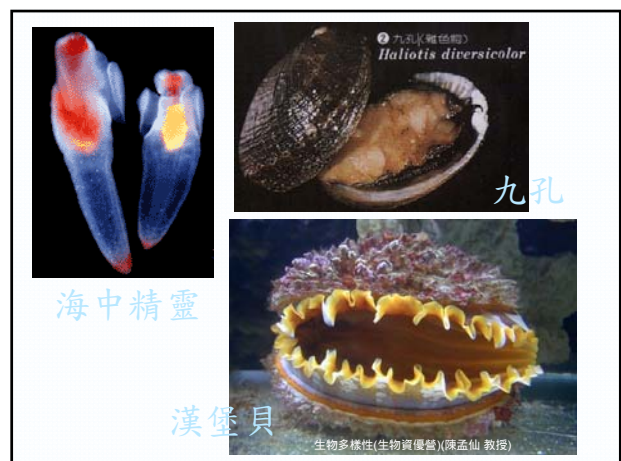 ❷ 九孔(雜色鮑)
Haliotis diversicolor
九孔
海中精靈
漢堡貝
生物多樣性(生物資優營)(陳孟仙 教授)